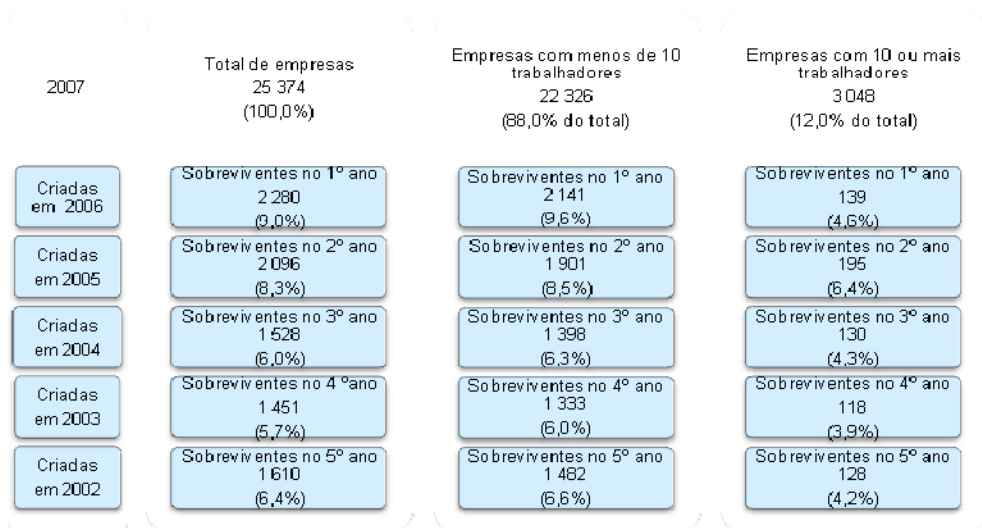 2007
Total de empresas
25 374
(100,0%)
Empresas com menos de 10
trabalhadores
22 326
(88,0% do total)
Empresas com 10 ou mais
trabalhadores
3 048
(12,0% do total)
Criadas
em 2006
Sobreviventes no 1º ano
2 280
(9,0%)
Sobreviventes no 1º ano
2 141
(9,6%)
Sobreviventes no 1º ano
139
(4,6%)
Criadas
em 2005
Sobreviventes no 2º ano
2 096
(8,3%)
Sobreviventes no 2º ano
1 901
(8,5%)
Sobreviventes no 2º ano
195
(6,4%)
Criadas
em 2004
Sobreviventes no 3º ano
1 528
(6,0%)
Sobreviventes no 3º ano
1 398
(6,3%)
Sobreviventes no 3º ano
130
(4,3%)
Criadas
em 2003
Sobreviventes no 4 ºano
1 451
(5,7%)
Sobreviventes no 4º ano
1 333
(6,0%)
Sobreviventes no 4º ano
118
(3,9%)
Criadas
em 2002
Sobreviventes no 5º ano
1 610
(6,4%)
Sobreviventes no 5º ano
1 482
(6,6%)
Sobreviventes no 5º ano
128
(4,2%)